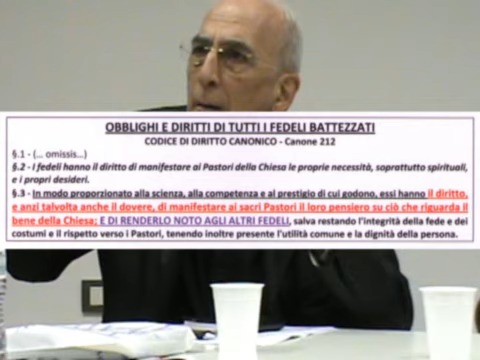 OBBLIGHI E DIRITTI DI TUTTI I FEDELI BATTEZZATI
CODICE DI DIRITTO CANONICO - Canone 212
§.1 - (... omissis...)
§.2 - I fedeli hanno il diritto di manifestare ai Pastori della Chiesa le proprie necessità, soprattutto spirituali,
e i propri desideri.
§.3 - In modo proporzionato alla scienza, alla competenza e al prestigio di cui godono, essi hanno il diritto,
e anzi talvolta anche il dovere, di manifestare ai sacri Pastori il loro pensiero su ciò che riguarda il
bene della Chiesa; E DI RENDERLO NOTO AGLI ALTRI FEDELI, salva restando l'integrità della fede e dei
costumi e il rispetto verso i Pastori, tenendo inoltre presente l'utilità comune e la dignità della persona.